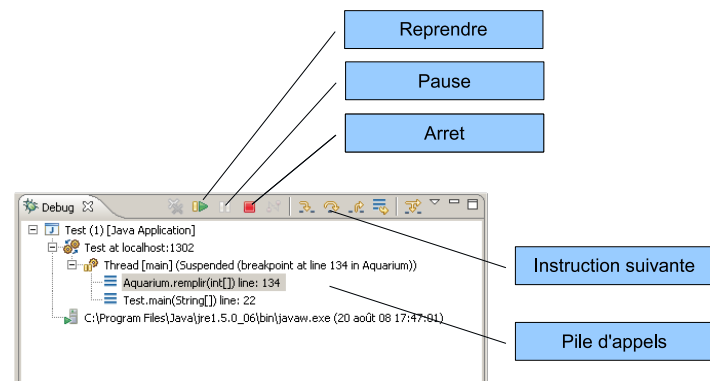 Reprendre
Pause
Arret
Debug
Test (1) [Java Application]
Test at localhost:1302
Thread [main] (Suspended (breakpoint at line 134 in Aquarium))
Aquarium.remplir(int[]) line: 134
Test.main(String[]) line: 22
C:\Program Files\Java\jre1.5.0_06\bin\javaw.exe (20 août 08 17:47:01)
Instruction suivante
Pile d'appels